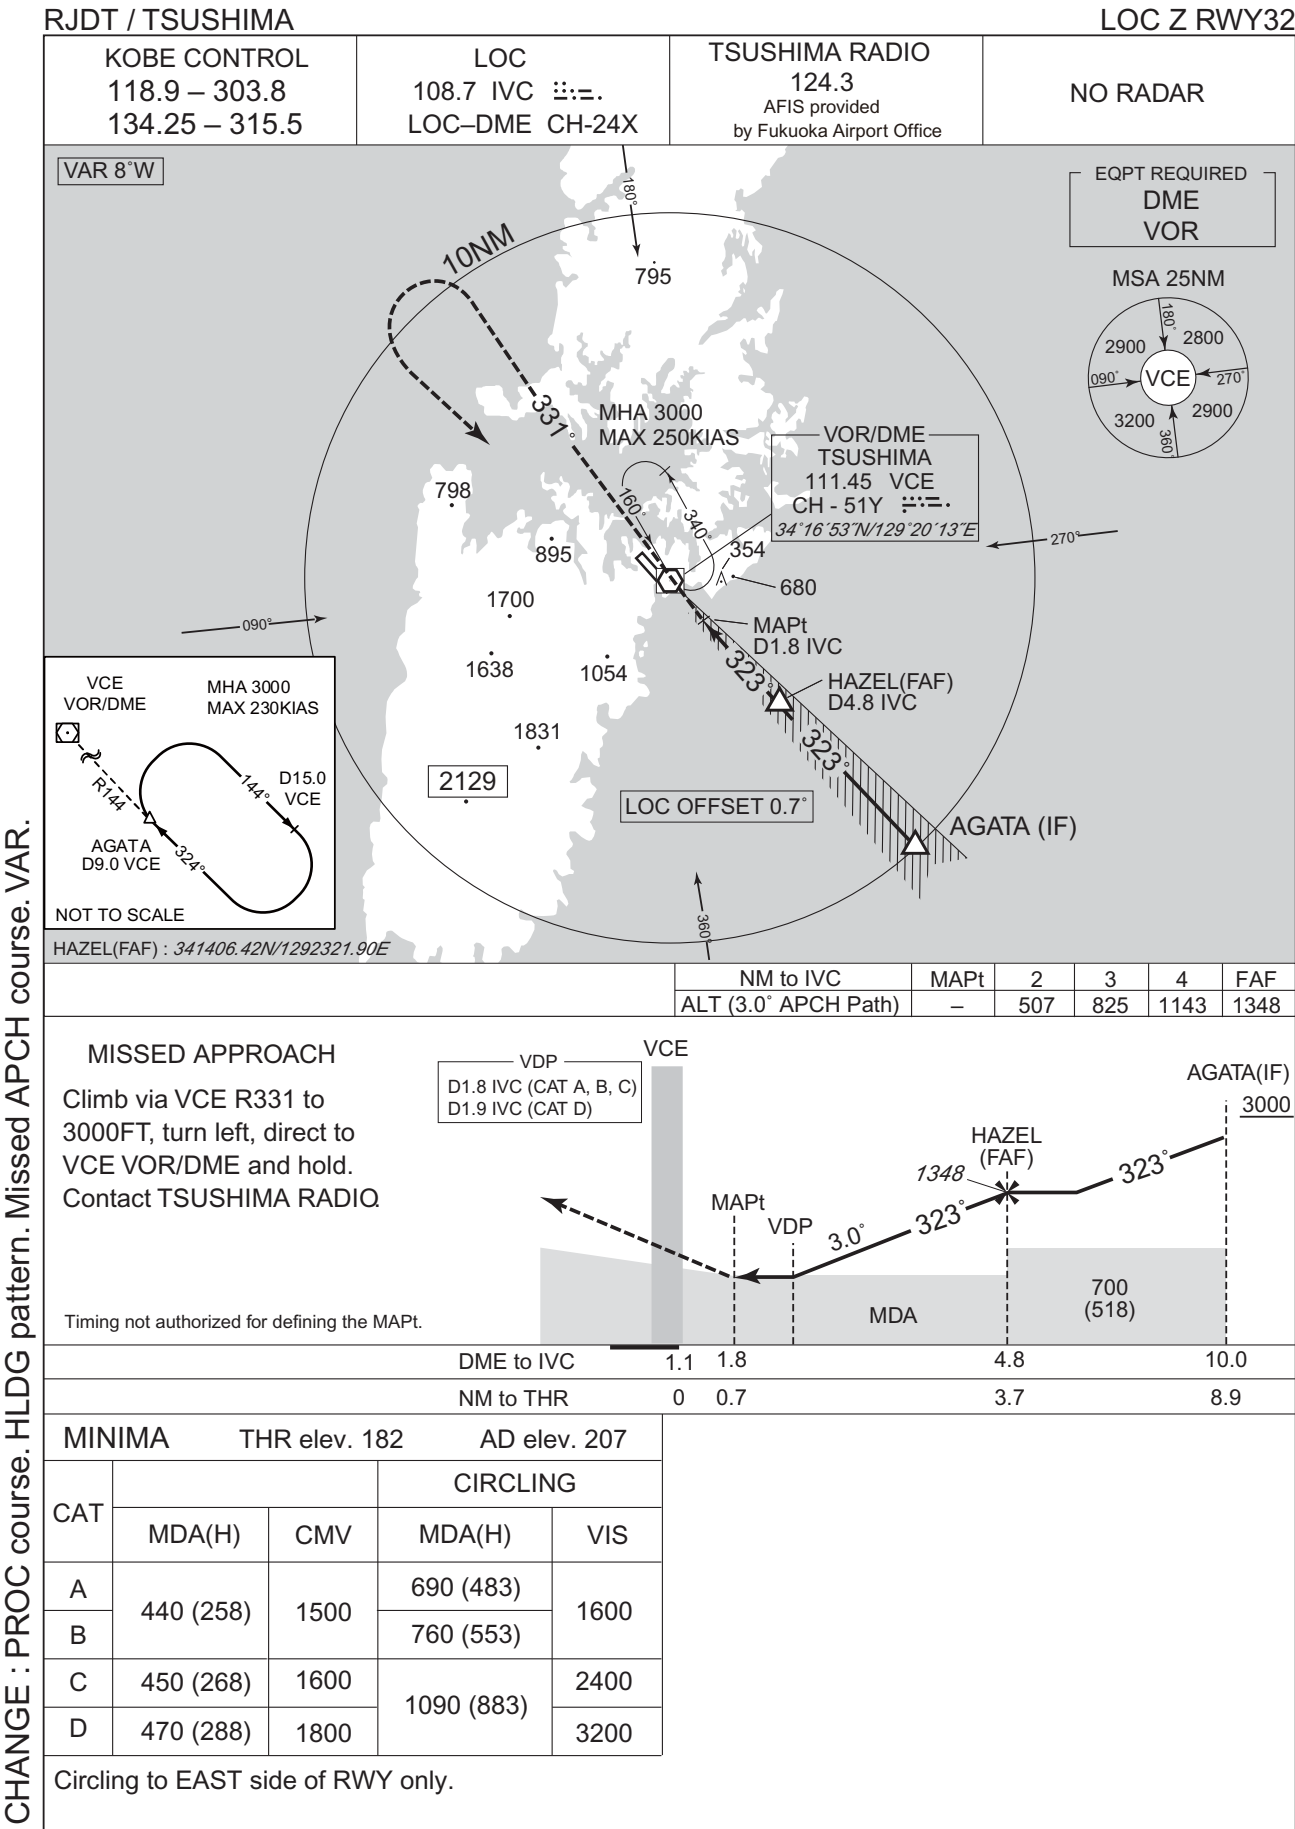 RJDT / TSUSHIMA
LOC Z RWY32
KOBE CONTROL
118.9 – 303.8
134.25 – 315.5
LOC
108.7 IVC
LOC–DME CH-24X
TSUSHIMA RADIO
124.3
AFIS provided
by Fukuoka Airport Office
NO RADAR
VAR 8°W
EQPT REQUIRED
DME
VOR
MSA 25NM
180°
2900
2800
090°
VCE
270°
3200
2900
360°
180°
10NM
795
331°
MHA 3000
MAX 250KIAS
VOR/DME
TSUSHIMA
111.45 VCE
CH - 51Y
34°16´53˝N/129°20´13˝E
160°
340°
798
895
354
680
270°
1700
090°
MAPt
D1.8 IVC
1638
1054
323°
HAZEL(FAF)
D4.8 IVC
1831
323°
2129
LOC OFFSET 0.7°
AGATA (IF)
360°
VCE
VOR/DME
MHA 3000
MAX 230KIAS
R144
144°
D15.0
VCE
AGATA
D9.0 VCE
324°
NOT TO SCALE
HAZEL(FAF) : 341406.42N/1292321.90E
NM to IVC MAPt 2 3 4 FAF
ALT (3.0° APCH Path) – 507 825 1143 1348
MISSED APPROACH
Climb via VCE R331 to
3000FT, turn left, direct to
VCE VOR/DME and hold.
Contact TSUSHIMA RADIO.
Timing not authorized for defining the MAPt.
VDP
D1.8 IVC (CAT A, B, C)
D1.9 IVC (CAT D)
VCE
AGATA(IF)
3000
HAZEL
(FAF)
1348
323°
MAPt
VDP
3.0°
323°
MDA
700
(518)
DME to IVC 1.1 1.8 4.8 10.0
NM to THR 0 0.7 3.7 8.9
MINIMA THR elev. 182 AD elev. 207
CAT
CIRCLING
MDA(H) CMV MDA(H) VIS
A 440 (258) 1500 690 (483) 1600
B 760 (553)
C 450 (268) 1600 1090 (883) 2400
D 470 (288) 1800 3200
Circling to EAST side of RWY only.
CHANGE : PROC course. HLDG pattern. Missed APCH course. VAR.